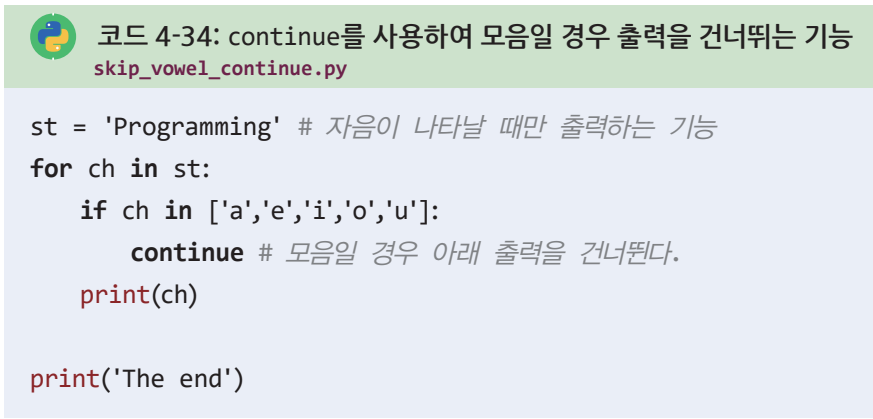 코드 4-34: continue를 사용하여 모음일 경우 출력을 건너뛰는 기능
skip_vowel_continue.py
st = 'Programming' # 자음이 나타날 때만 출력하는 기능
for ch in st:
    if ch in ['a','e','i','o','u']:
        continue # 모음일 경우 아래 출력을 건너뛴다.
    print(ch)

print('The end')